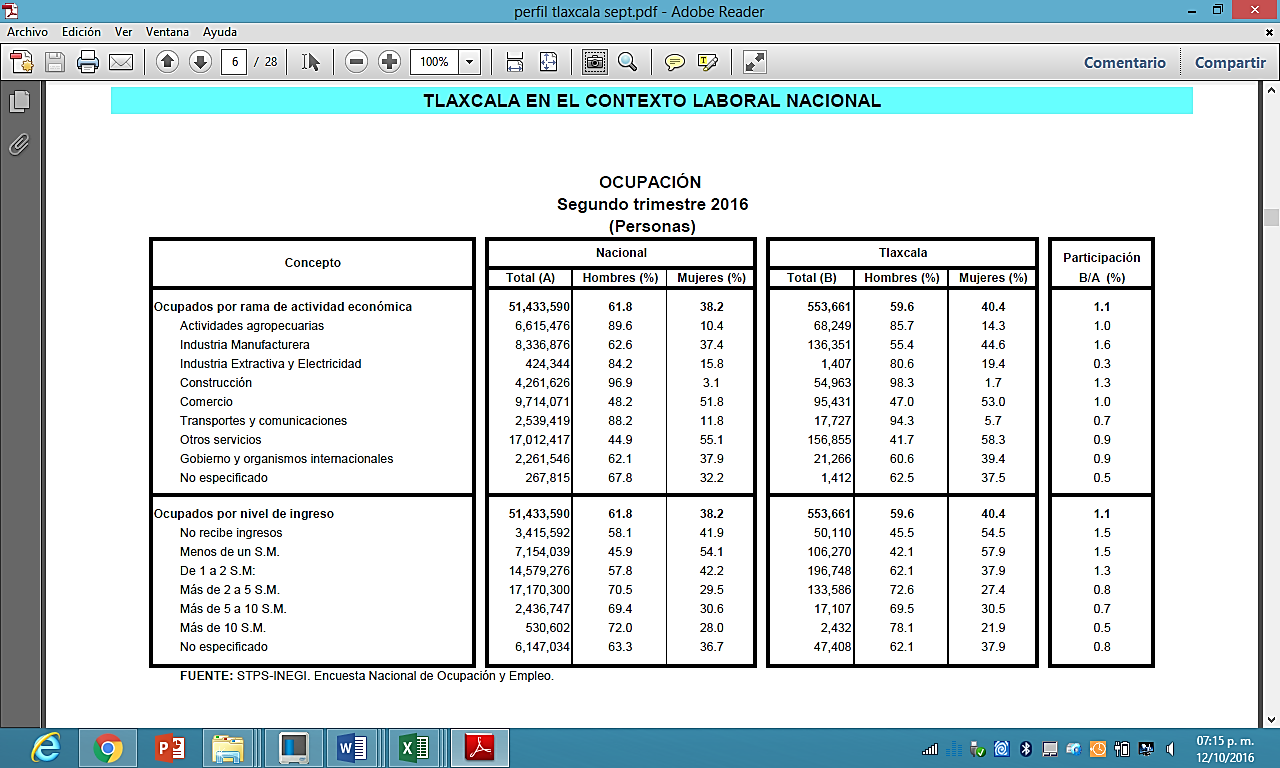 perfil tlaxcala sept.pdf - Adobe Reader
Archivo Edición Ver Ventana Ayuda
6 / 28 100% Comentario Compartir
TLAXCALA EN EL CONTEXTO LABORAL NACIONAL
OCUPACIÓN
Segundo trimestre 2016
(Personas)
Concepto Nacional Tlaxcala Participación
Total (A) Hombres (%) Mujeres (%) Total (B) Hombres (%) Mujeres (%) B/A (%)
Ocupados por rama de actividad económica 51,433,590 61.8 38.2 553,661 59.6 40.4 1.1
Actividades agropecuarias 6,615,476 89.6 10.4 68,249 85.7 14.3 1.0
Industria Manufacturera 8,336,876 62.6 37.4 136,351 55.4 44.6 1.6
Industria Extractiva y Electricidad 424,344 84.2 15.8 1,407 80.6 19.4 0.3
Construcción 4,261,626 96.9 3.1 54,963 98.3 1.7 1.3
Comercio 9,714,071 48.2 51.8 95,431 47.0 53.0 1.0
Transportes y comunicaciones 2,539,419 88.2 11.8 17,727 94.3 5.7 0.7
Otros servicios 17,012,417 44.9 55.1 156,855 41.7 58.3 0.9
Gobierno y organismos internacionales 2,261,546 62.1 37.9 21,266 60.6 39.4 0.9
No especificado 267,815 67.8 32.2 1,412 62.5 37.5 0.5
Ocupados por nivel de ingreso 51,433,590 61.8 38.2 553,661 59.6 40.4 1.1
No recibe ingresos 3,415,592 58.1 41.9 50,110 45.5 54.5 1.5
Menos de un S.M. 7,154,039 45.9 54.1 106,270 42.1 57.9 1.5
De 1 a 2 S.M: 14,579,276 57.8 42.2 196,748 62.1 37.9 1.3
Más de 2 a 5 S.M. 17,170,300 70.5 29.5 133,586 72.6 27.4 0.8
Más de 5 a 10 S.M. 2,436,747 69.4 30.6 17,107 69.5 30.5 0.7
Más de 10 S.M. 530,602 72.0 28.0 2,432 78.1 21.9 0.5
No especificado 6,147,034 63.3 36.7 47,408 62.1 37.9 0.8
FUENTE: STPS-INEGI. Encuesta Nacional de Ocupación y Empleo.
07:15 p. m.
12/10/2016